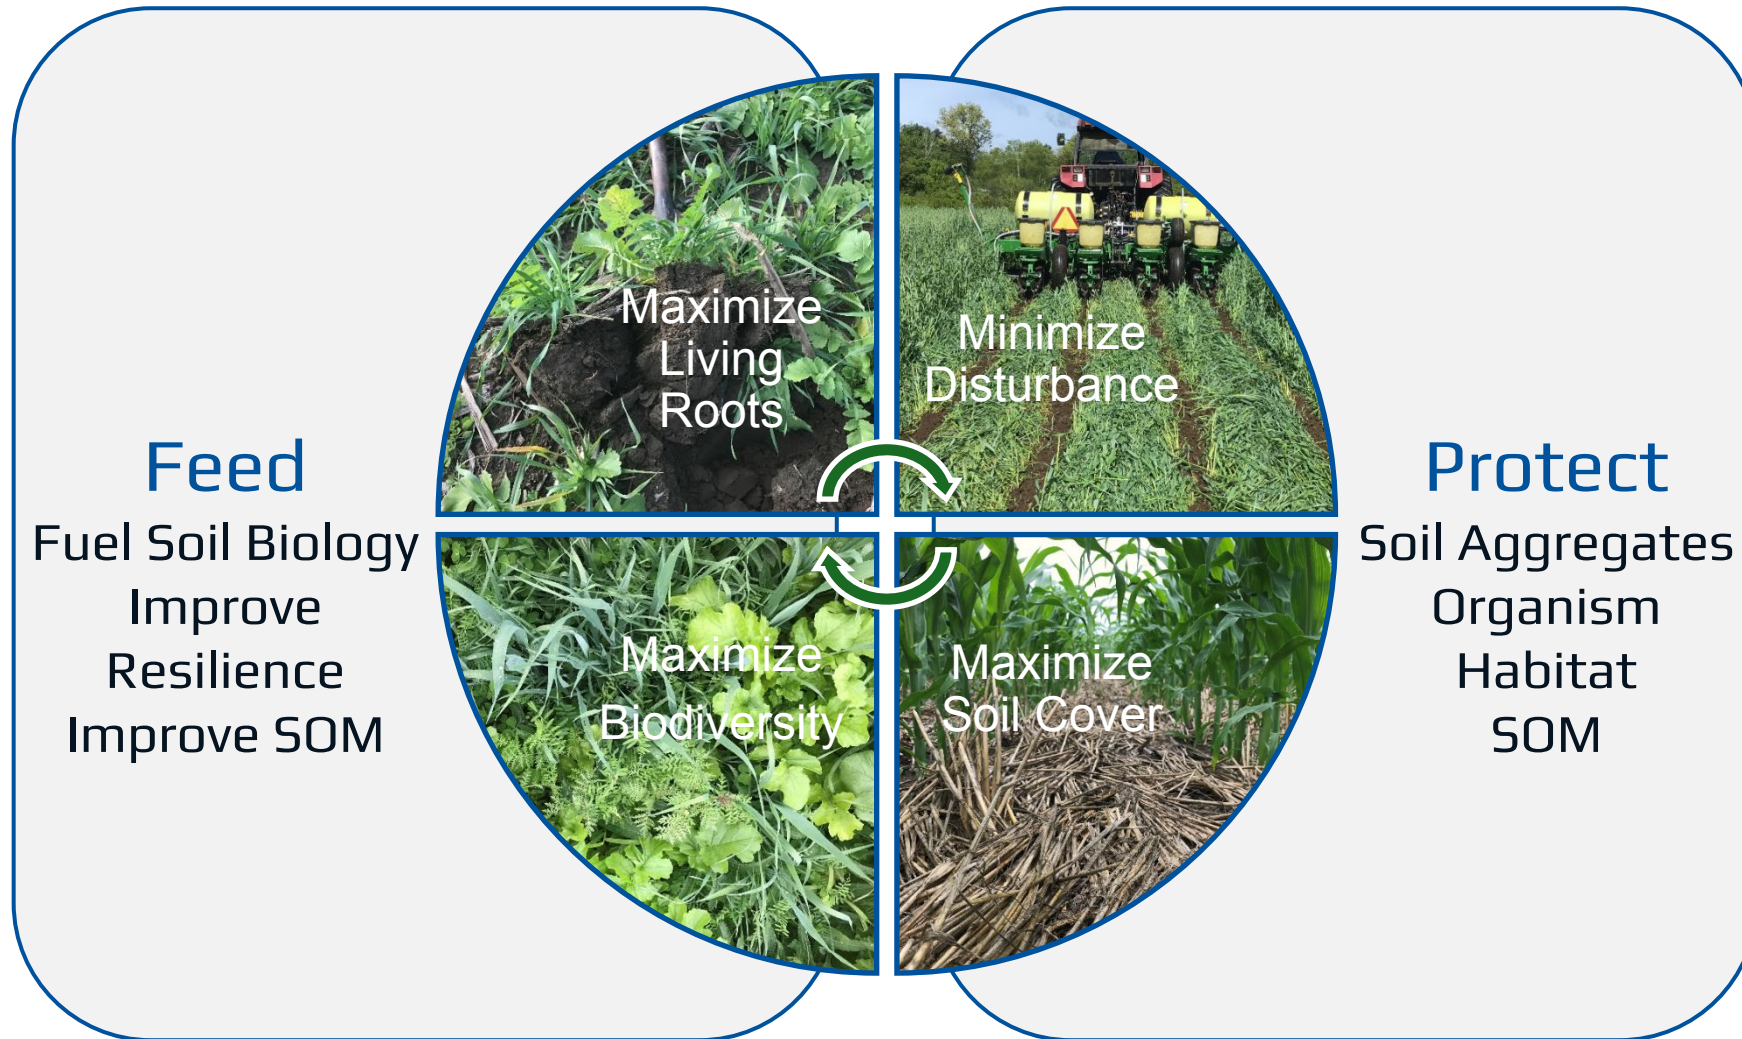 Feed
Fuel Soil Biology
Improve
Resilience
Improve SOM
Maximize
Living
Roots
Minimize
Disturbance
Maximize
Biodiversity
Maximize
Soil Cover
Protect
Soil Aggregates
Organism
Habitat
SOM